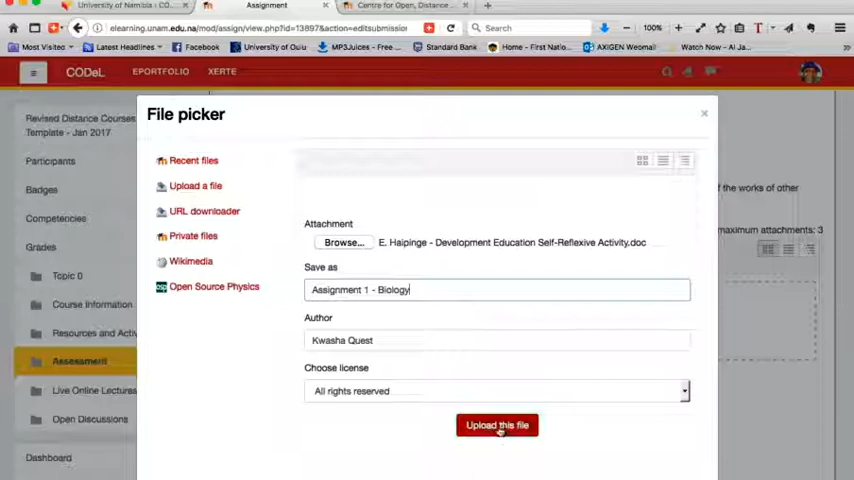 University of Namibia : CO...
Assignment
Centre for Open, Distance...
elearning.unam.edu.na/mod/assign/view.php?id=13897&action=editsubmission
100%
Search
Most Visited
Latest Headlines
Facebook
University of Oulu
MP3Juices - Free...
Standard Bank
Home - First Nati...
AXIGEN Webmail
Watch Now - Al Ja...
CODeL
EPORTFOLIO
XERTE
File picker
Revised Distance Courses
Template - Jan 2017
Participants
Badges
Competencies
Grades
Topic 0
Course Information
Resources and Activ
Assessment
Live Online Lectures
Open Discussions
Dashboard
Recent files
Upload a file
URL downloader
Private files
Wikimedia
osp
Open Source Physics
Attachment
Browse...
E. Haipinge - Development Education Self-Reflexive Activity.doc
Save as
Assignment 1 - Biology
Author
Kwasha Quest
Choose license
All rights reserved
Upload this file
of the works of other
maximum attachments: 3